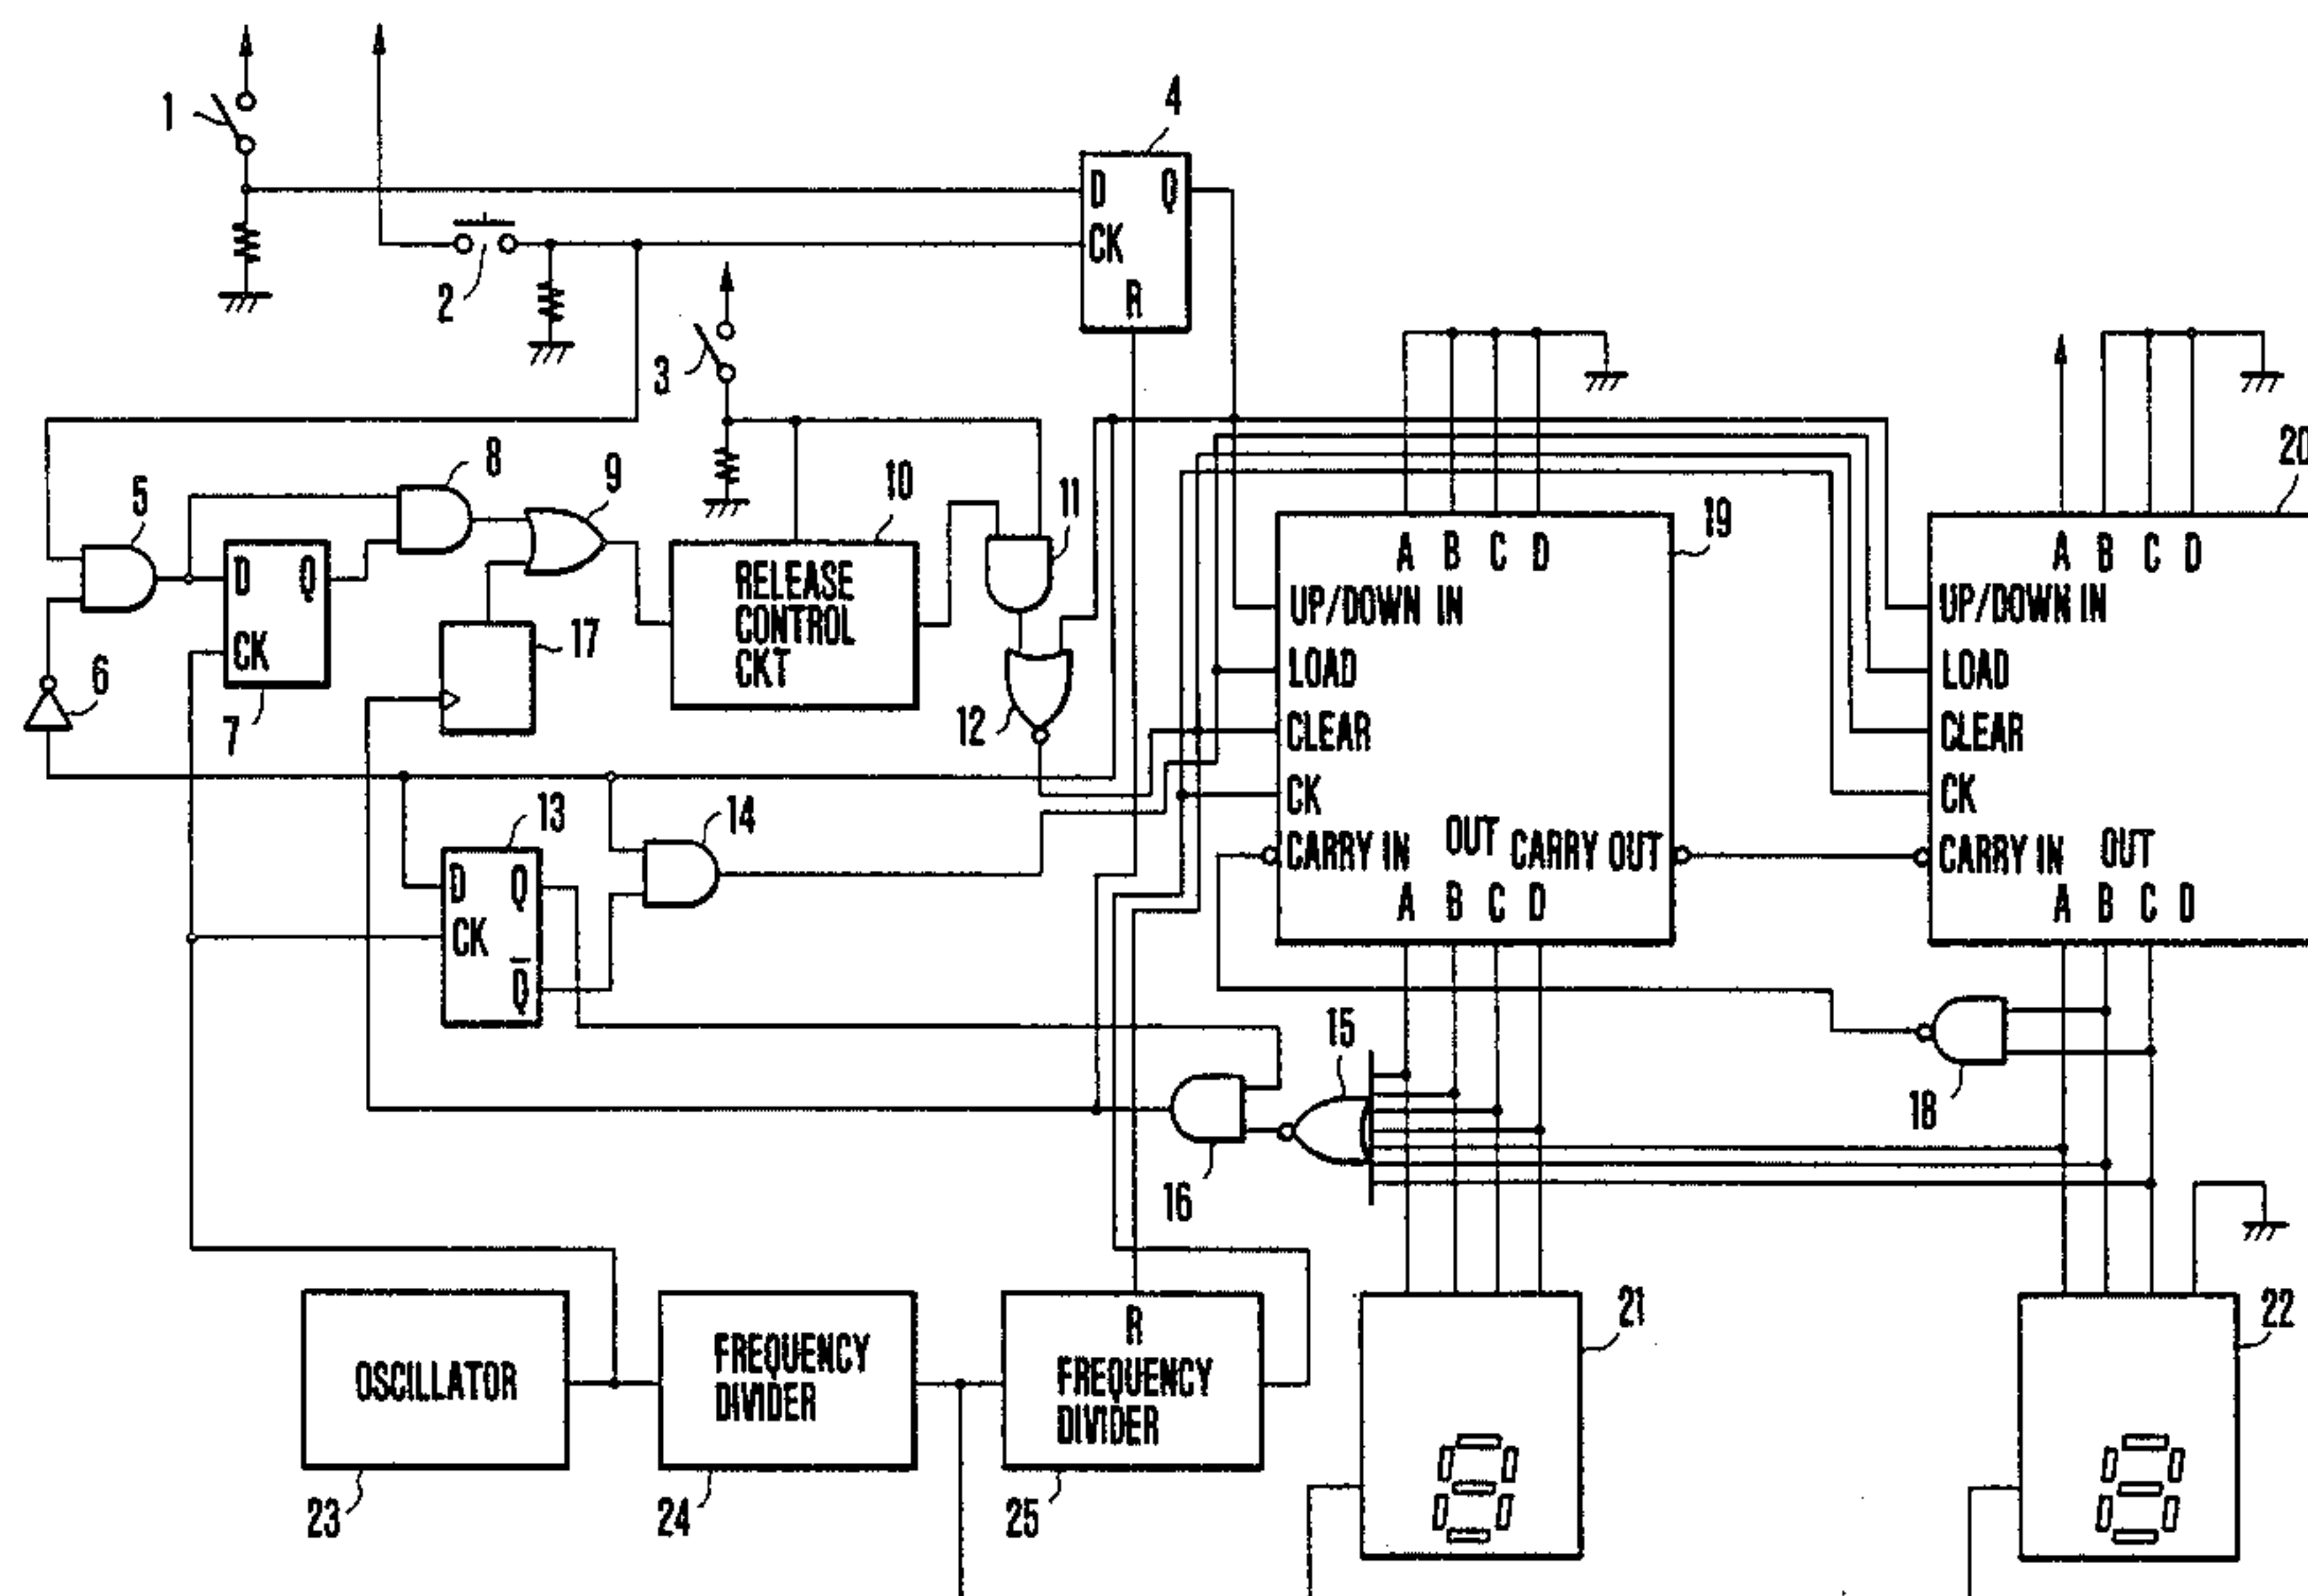 1
4
D Q
CK
R
2
3
5
8
9
10
11
19
20
D Q
CK
7
6
17
RELEASE
CONTROL
CKT
12
A B C D
UP/DOWN IN
LOAD
CLEAR
CK
CARRY IN
OUT
CARRY OUT
A B C D
A B C D
UP/DOWN IN
LOAD
CLEAR
CK
CARRY IN
OUT
A B C D
13
14
D Q
CK
Q̅
15
16
18
OSCILLATOR
23
FREQUENCY
DIVIDER
24
R
FREQUENCY
DIVIDER
25
21
22